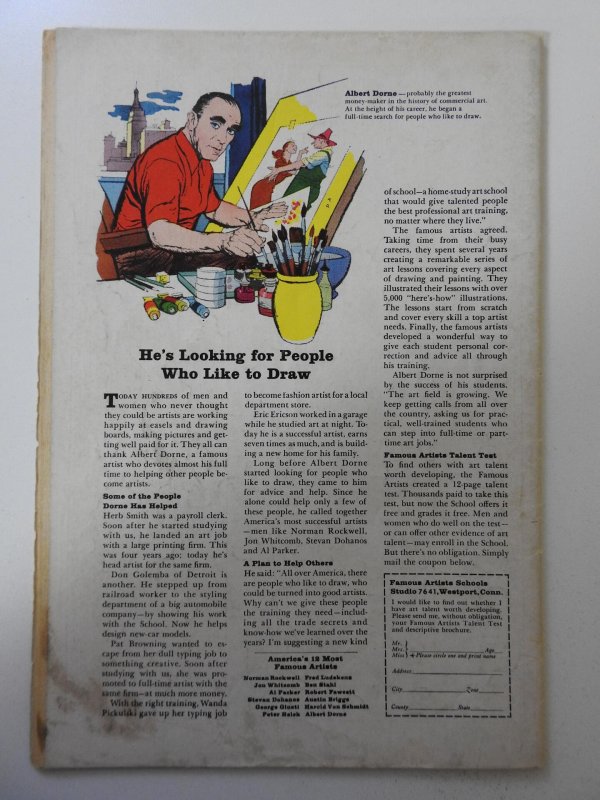 Albert Dorne — probably the greatest
money-maker in the history of commercial art.
At the height of his career, he began a
full-time search for people who like to draw.
He's Looking for People
Who Like to Draw
TODAY HUNDREDS of men and
women who never thought
they could be artists are working
happily at easels and drawing
boards, making pictures and get-
ting well paid for it. They all can
thank Albert Dorne, a famous
artist who devotes almost his full
time to helping other people be-
come artists.
Some of the People
Dorne Has Helped
Herb Smith was a payroll clerk.
Soon after he started studying
with us, he landed an art job
with a large printing firm. This
was four years ago; today he's
head artist for the same firm.
Don Golemba of Detroit is
another. He stepped up from
railroad worker to the styling
department of a big automobile
company—by showing his work
with the School. Now he helps
design new-car models.
Pat Browning wanted to es-
cape from her dull typing job to
something creative. Soon after
studying with us, she was pro-
moted to full-time artist with the
same firm—at much more money.
With the right training, Wanda
Pickulski gave up her typing job
to become fashion artist for a local
department store.
Eric Ericson worked in a garage
while he studied art at night. To-
day he is a successful artist, earns
seven times as much, and is build-
ing a new home for his family.
Long before Albert Dorne
started looking for people who
like to draw, they came to him
for advice and help. Since he
alone could help only a few of
these people, he called together
America's most successful artists
—men like Norman Rockwell,
Jon Whitcomb, Stevan Dohanos
and Al Parker.
A Plan to Help Others
He said: "All over America, there
are people who like to draw, who
could be turned into good artists.
Why can't we give these people
the training they need—includ-
ing all the trade secrets and
know-how we've learned over the
years? I'm suggesting a new kind
America's 12 Most
Famous Artists
Norman Rockwell Fred Ludekens
Jon Whitcomb Ben Stahl
Al Parker Robert Fawcett
Stevan Dohanos Austin Briggs
George Giusti Harold Von Schmidt
Peter Helck Albert Dorne
of school—a home-study art school
that would give talented people
the best professional art training,
no matter where they live."
The famous artists agreed.
Taking time from their busy
careers, they spent several years
creating a remarkable series of
art lessons covering every aspect
of drawing and painting. They
illustrated their lessons with over
5,000 "here's-how" illustrations.
The lessons start from scratch
and cover every skill a top artist
needs. Finally, the famous artists
developed a wonderful way to
give each student personal cor-
rection and advice all through
his training.
Albert Dorne is not surprised
by the success of his students.
"The art field is growing. We
keep getting calls from all over
the country, asking us for prac-
tical, well-trained students who
can step into full-time or part-
time art jobs."
Famous Artists Talent Test
To find others with art talent
worth developing, the Famous
Artists created a 12-page talent
test. Thousands paid to take this
test, but now the School offers it
free and grades it free. Men and
women who do well on the test—
or can offer other evidence of art
talent—may enroll in the School.
But there's no obligation. Simply
mail the coupon below.
Famous Artists Schools
Studio 7641, Westport, Conn.
I would like to find out whether I
have art talent worth developing.
Please send me, without obligation,
your Famous Artists Talent Test
and descriptive brochure.
Mr.
Mrs. Age
Miss Please circle one and print name
Address
City Zone
County State